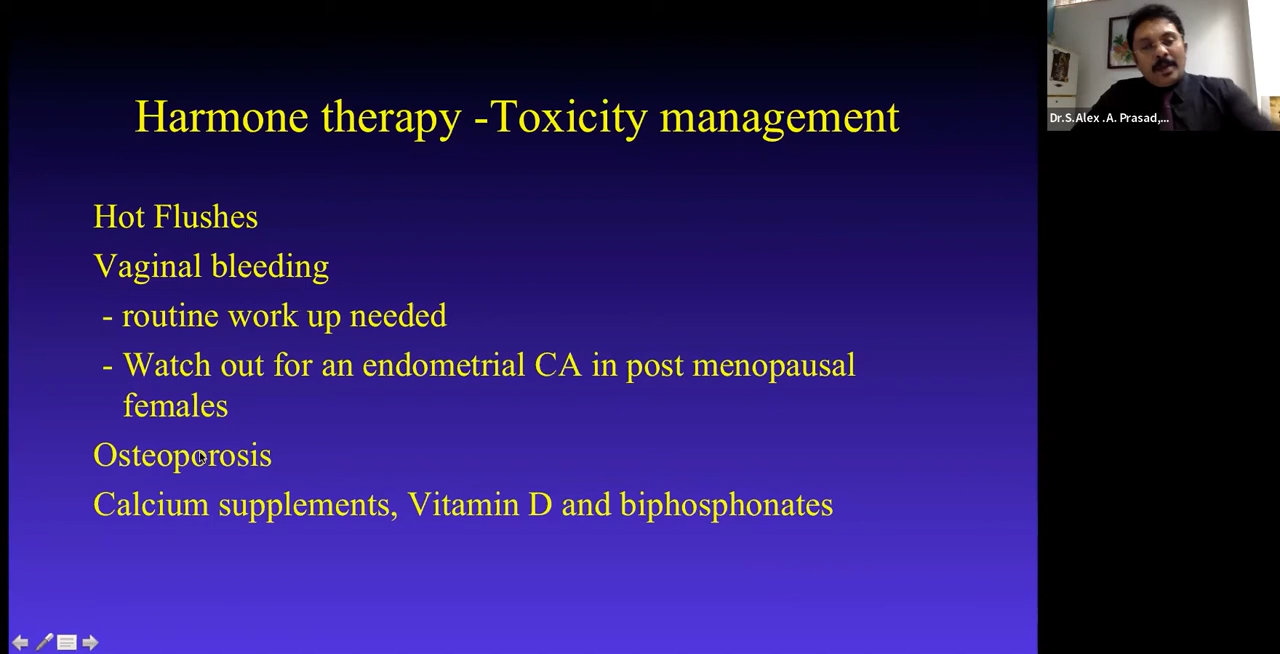 Harmone therapy -Toxicity management
Hot Flushes
Vaginal bleeding
- routine work up needed
- Watch out for an endometrial CA in post menopausal
females
Osteoporosis
Calcium supplements, Vitamin D and biphosphonates
Dr.S.Alex .A. Prasad,...